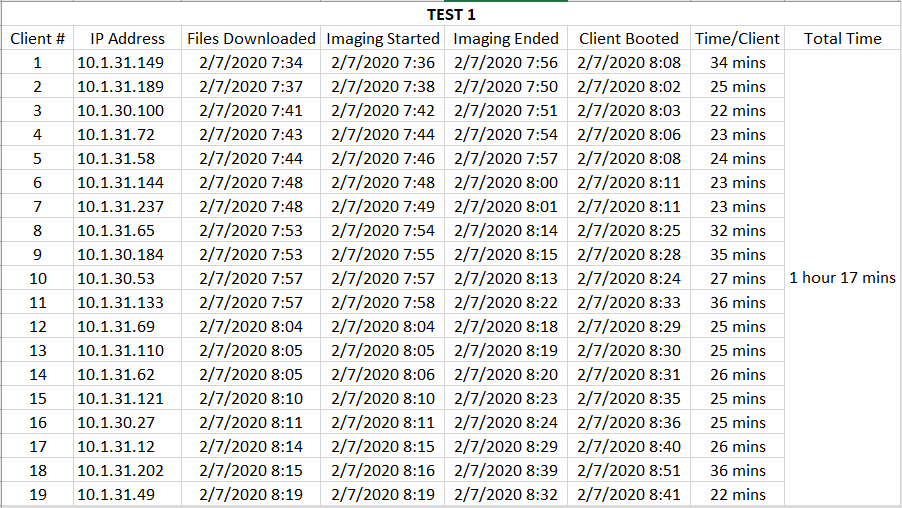 TEST 1
Client # IP Address Files Downloaded Imaging Started Imaging Ended Client Booted Time/Client Total Time
1 10.1.31.149 2/7/2020 7:34 2/7/2020 7:36 2/7/2020 7:56 2/7/2020 8:08 34 mins
2 10.1.31.189 2/7/2020 7:37 2/7/2020 7:38 2/7/2020 7:50 2/7/2020 8:02 25 mins
3 10.1.30.100 2/7/2020 7:41 2/7/2020 7:42 2/7/2020 7:51 2/7/2020 8:03 22 mins
4 10.1.31.72 2/7/2020 7:43 2/7/2020 7:44 2/7/2020 7:54 2/7/2020 8:06 23 mins
5 10.1.31.58 2/7/2020 7:44 2/7/2020 7:46 2/7/2020 7:57 2/7/2020 8:08 24 mins
6 10.1.31.144 2/7/2020 7:48 2/7/2020 7:48 2/7/2020 8:00 2/7/2020 8:11 23 mins
7 10.1.31.237 2/7/2020 7:48 2/7/2020 7:49 2/7/2020 8:01 2/7/2020 8:11 23 mins
8 10.1.31.65 2/7/2020 7:53 2/7/2020 7:54 2/7/2020 8:14 2/7/2020 8:25 32 mins
9 10.1.30.184 2/7/2020 7:53 2/7/2020 7:55 2/7/2020 8:15 2/7/2020 8:28 35 mins
10 10.1.30.53 2/7/2020 7:57 2/7/2020 7:57 2/7/2020 8:13 2/7/2020 8:24 27 mins 1 hour 17 mins
11 10.1.31.133 2/7/2020 7:57 2/7/2020 7:58 2/7/2020 8:22 2/7/2020 8:33 36 mins
12 10.1.31.69 2/7/2020 8:04 2/7/2020 8:04 2/7/2020 8:18 2/7/2020 8:29 25 mins
13 10.1.31.110 2/7/2020 8:05 2/7/2020 8:05 2/7/2020 8:19 2/7/2020 8:30 25 mins
14 10.1.31.62 2/7/2020 8:05 2/7/2020 8:06 2/7/2020 8:20 2/7/2020 8:31 26 mins
15 10.1.31.121 2/7/2020 8:10 2/7/2020 8:10 2/7/2020 8:23 2/7/2020 8:35 25 mins
16 10.1.30.27 2/7/2020 8:11 2/7/2020 8:11 2/7/2020 8:24 2/7/2020 8:36 25 mins
17 10.1.31.12 2/7/2020 8:14 2/7/2020 8:15 2/7/2020 8:29 2/7/2020 8:40 26 mins
18 10.1.31.202 2/7/2020 8:15 2/7/2020 8:16 2/7/2020 8:39 2/7/2020 8:51 36 mins
19 10.1.31.49 2/7/2020 8:19 2/7/2020 8:19 2/7/2020 8:32 2/7/2020 8:41 22 mins